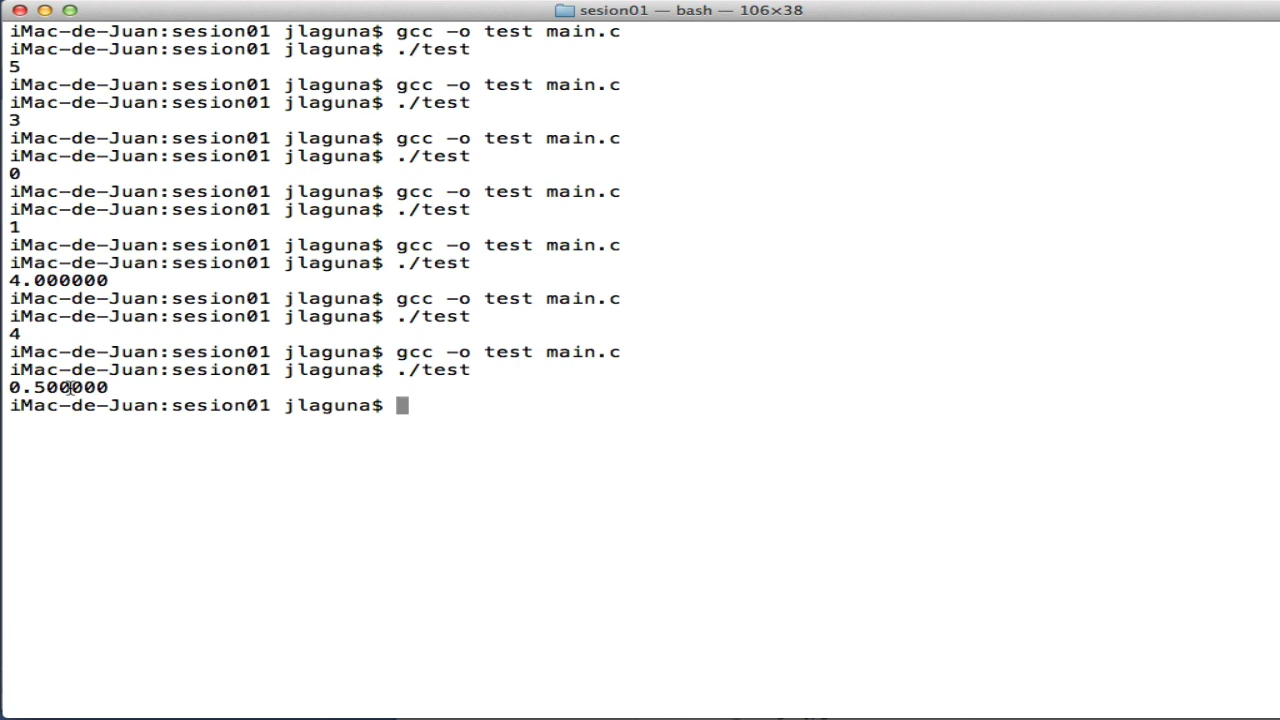 sesion01 — bash — 106×38
iMac-de-Juan:sesion01 jlaguna$ gcc -o test main.c
iMac-de-Juan:sesion01 jlaguna$ ./test
5
iMac-de-Juan:sesion01 jlaguna$ gcc -o test main.c
iMac-de-Juan:sesion01 jlaguna$ ./test
3
iMac-de-Juan:sesion01 jlaguna$ gcc -o test main.c
iMac-de-Juan:sesion01 jlaguna$ ./test
0
iMac-de-Juan:sesion01 jlaguna$ gcc -o test main.c
iMac-de-Juan:sesion01 jlaguna$ ./test
1
iMac-de-Juan:sesion01 jlaguna$ gcc -o test main.c
iMac-de-Juan:sesion01 jlaguna$ ./test
4.000000
iMac-de-Juan:sesion01 jlaguna$ gcc -o test main.c
iMac-de-Juan:sesion01 jlaguna$ ./test
4
iMac-de-Juan:sesion01 jlaguna$ gcc -o test main.c
iMac-de-Juan:sesion01 jlaguna$ ./test
0.500000
iMac-de-Juan:sesion01 jlaguna$